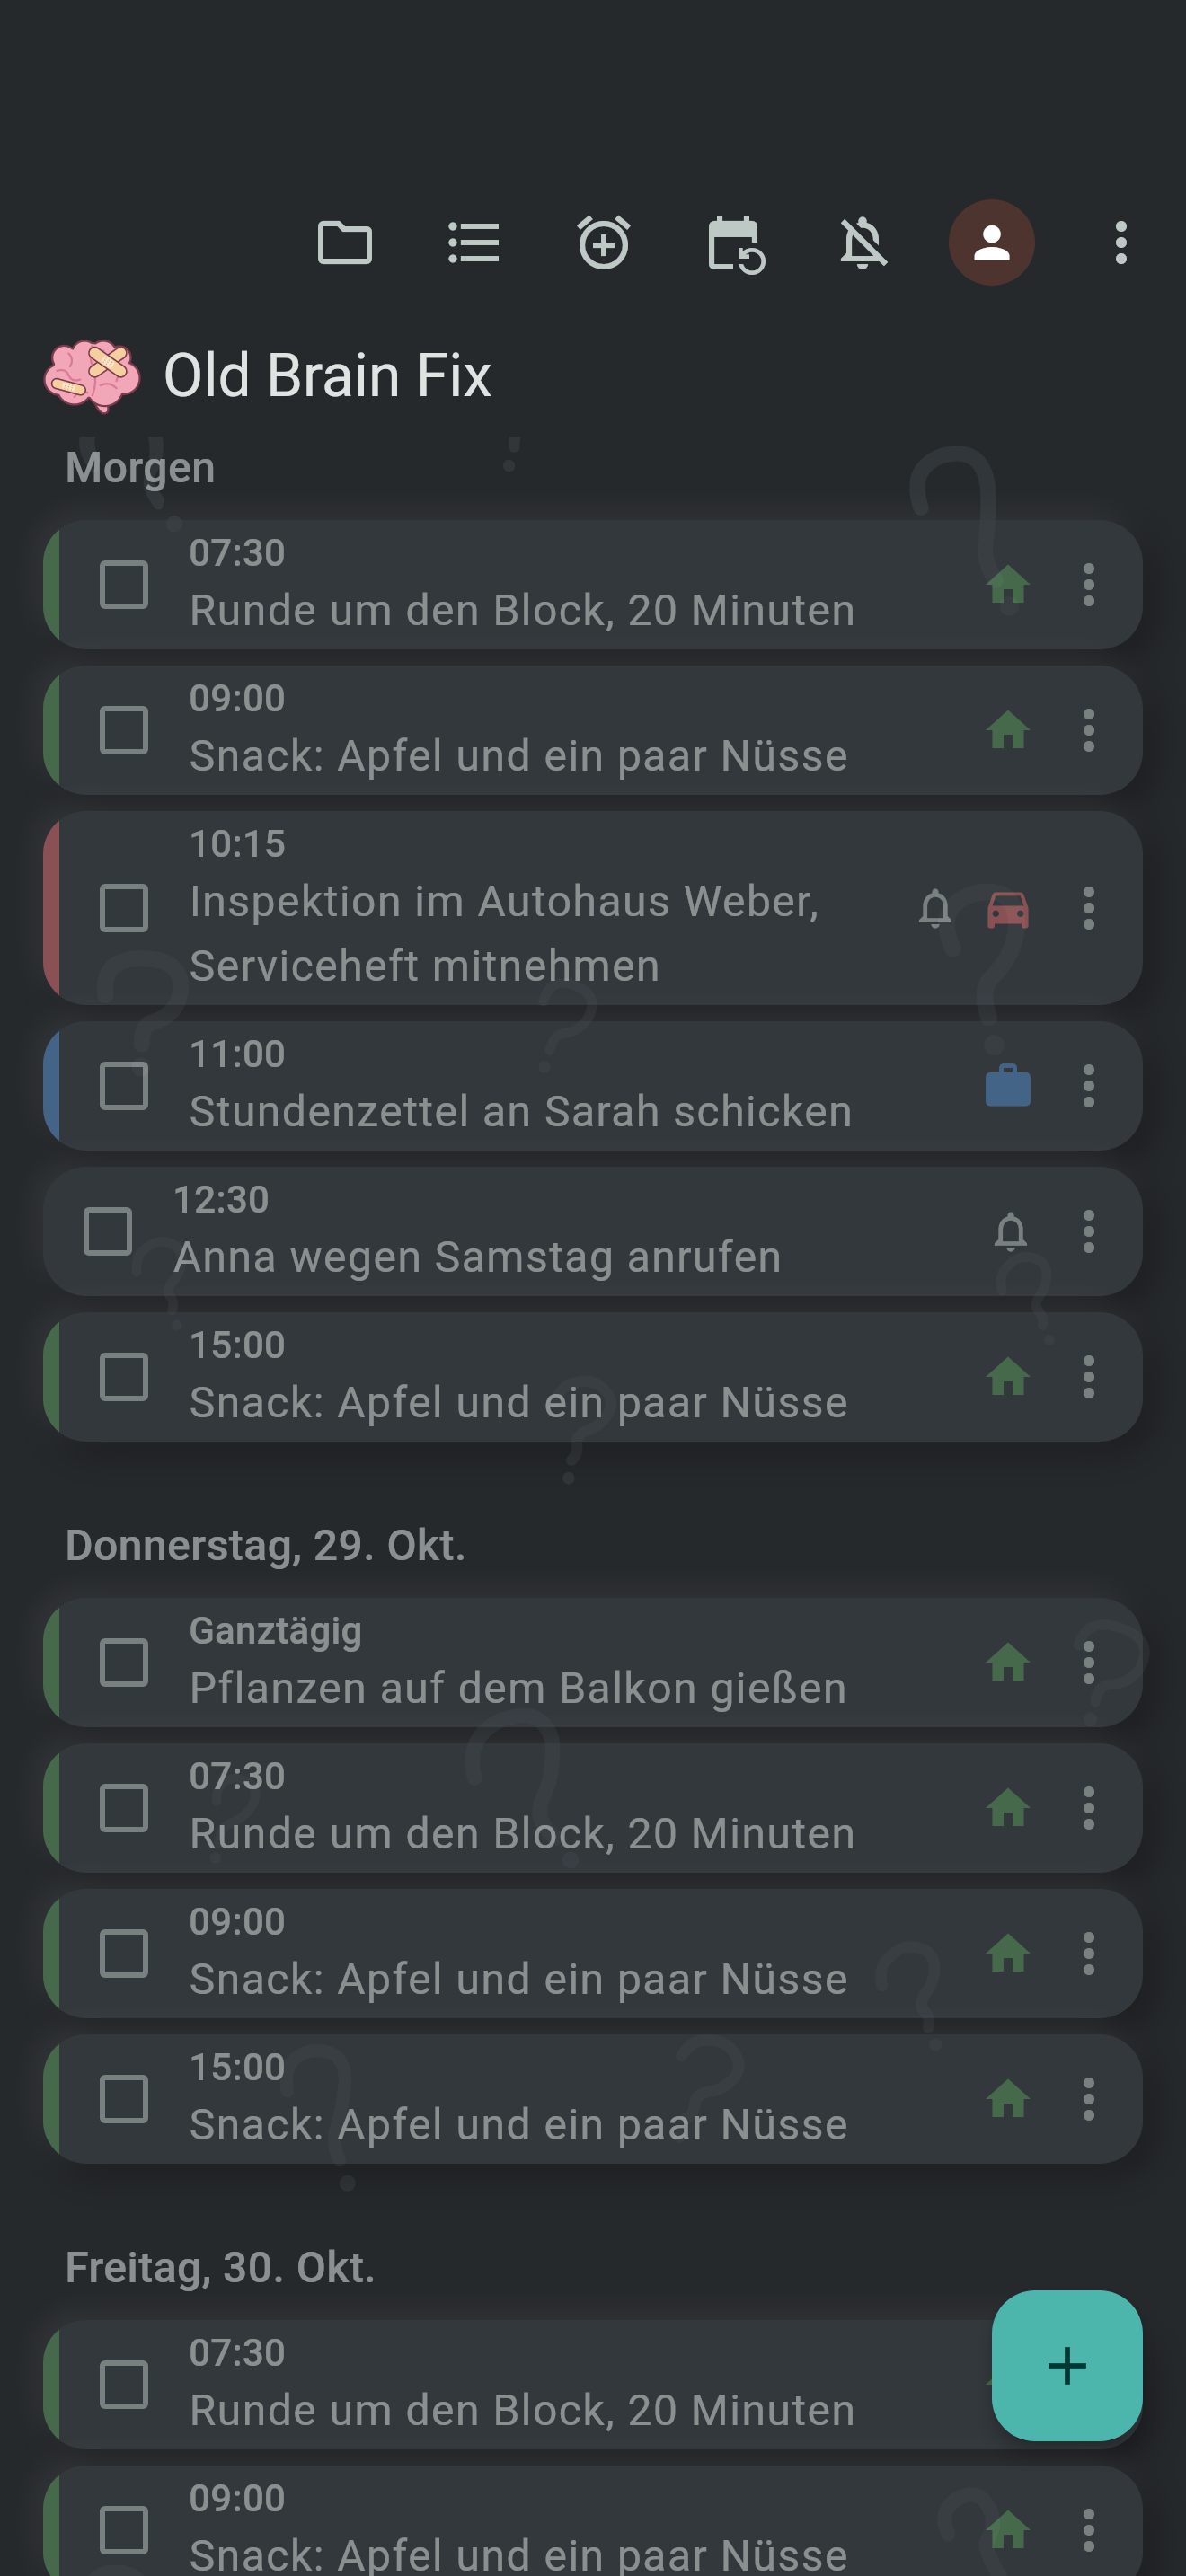 Old Brain Fix
Morgen
07:30
Runde um den Block, 20 Minuten
09:00
Snack: Apfel und ein paar Nüsse
10:15
Inspektion im Autohaus Weber,
Serviceheft mitnehmen
11:00
Stundenzettel an Sarah schicken
12:30
Anna wegen Samstag anrufen
15:00
Snack: Apfel und ein paar Nüsse
Donnerstag, 29. Okt.
Ganztägig
Pflanzen auf dem Balkon gießen
07:30
Runde um den Block, 20 Minuten
09:00
Snack: Apfel und ein paar Nüsse
15:00
Snack: Apfel und ein paar Nüsse
Freitag, 30. Okt.
07:30
Runde um den Block, 20 Minuten
09:00
Snack: Apfel und ein paar Nüsse